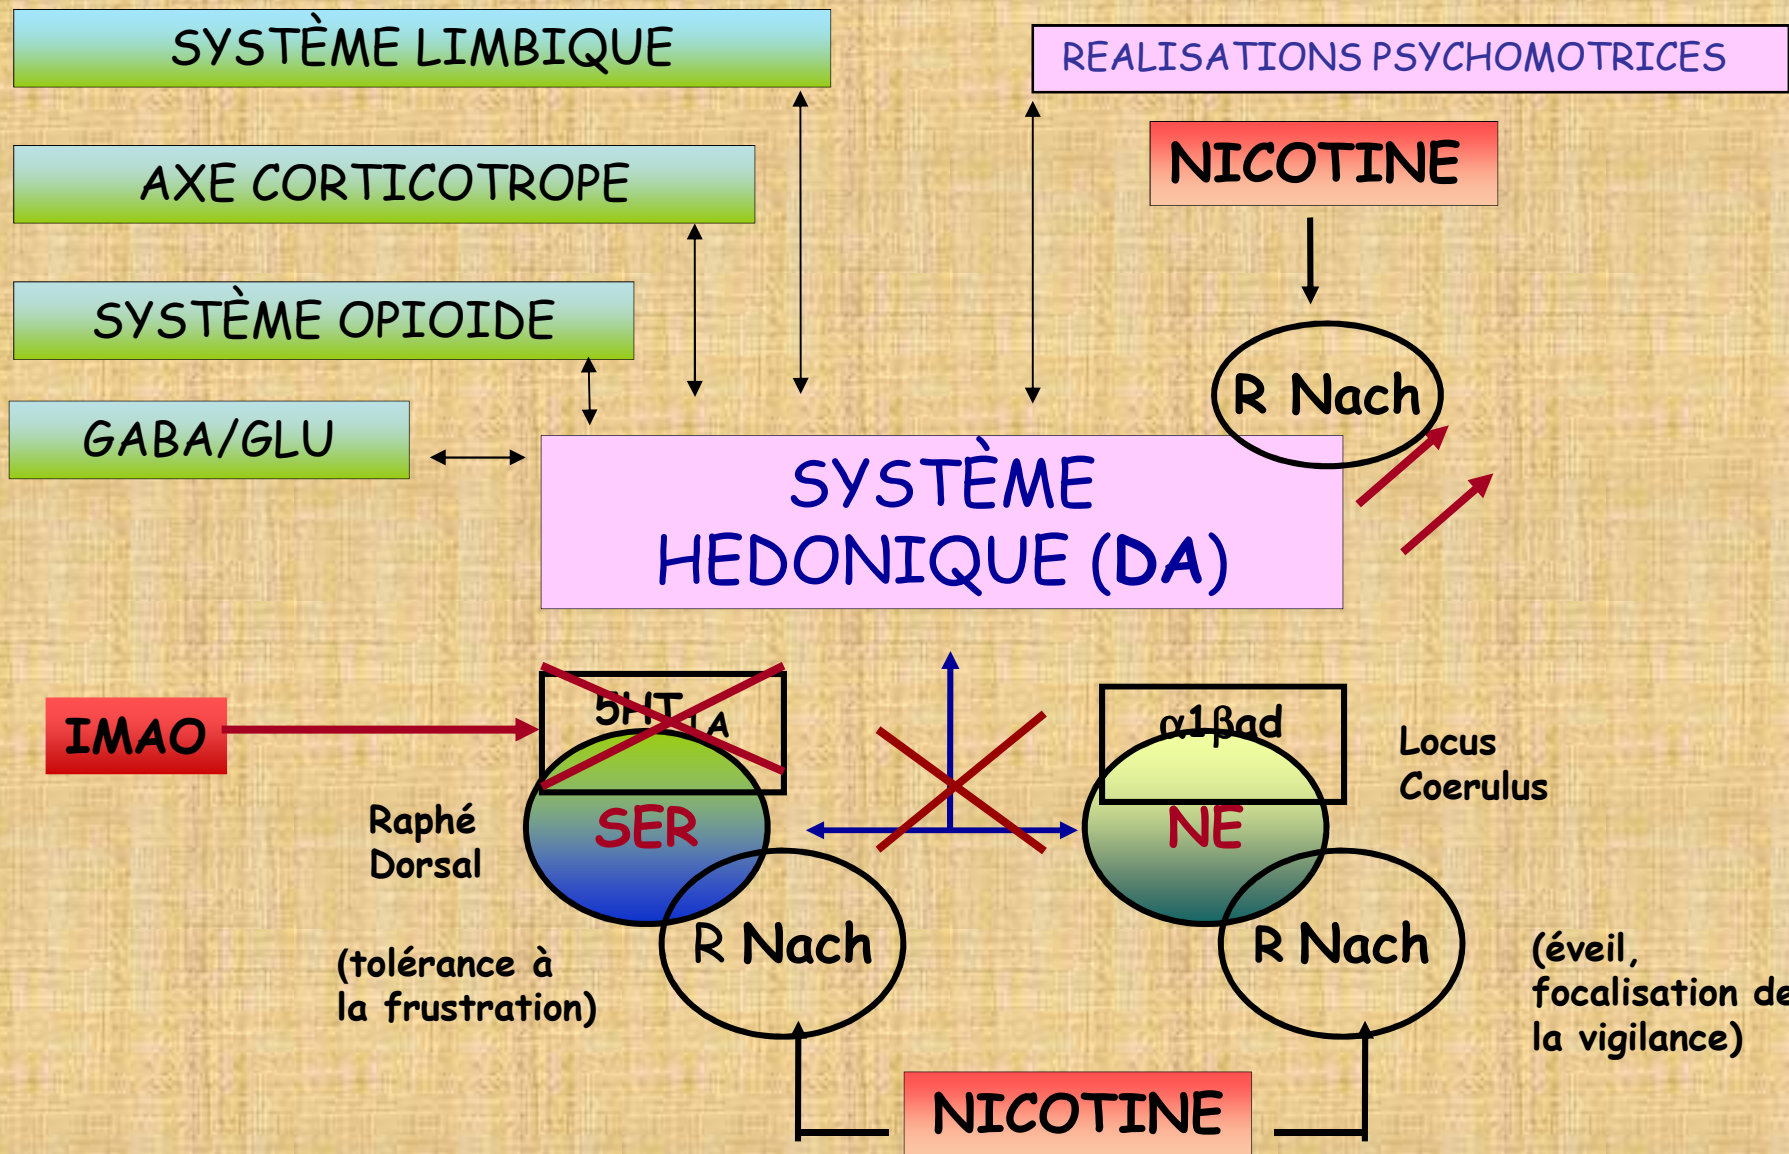 SYSTÈME LIMBIQUE
REALISATIONS PSYCHOMOTRICES
NICOTINE
AXE CORTICOTROPE
SYSTÈME OPIOIDE
R Nach
GABA/GLU
SYSTÈME
HEDONIQUE (DA)
IMAO
5HT1A
α1βad
Locus
Coerulus
Raphé
Dorsal
SER
NE
R Nach
R Nach
(tolérance à
la frustration)
(éveil,
focalisation de
la vigilance)
NICOTINE